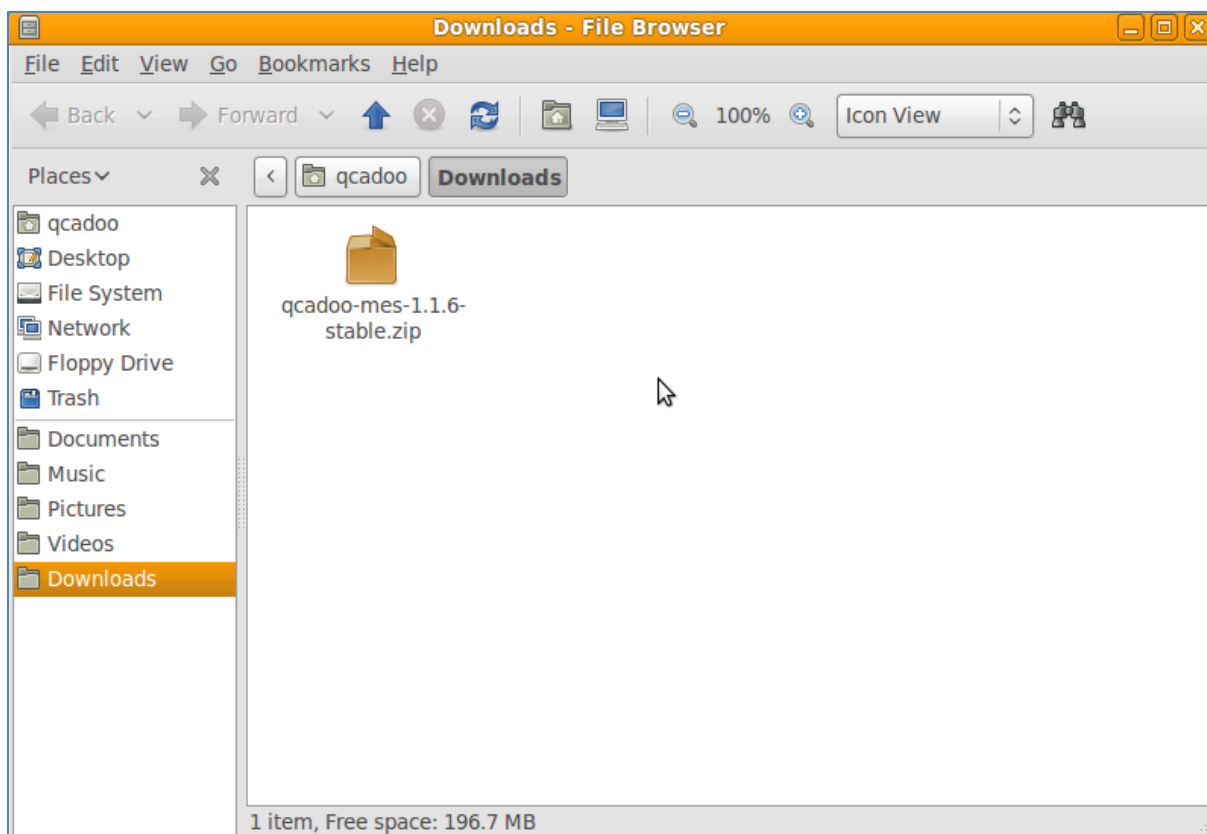 Downloads - File Browser
File Edit View Go Bookmarks Help
Back Forward 100% Icon View
Places qcadoo Downloads
qcadoo
Desktop
File System
Network
Floppy Drive
Trash
Documents
Music
Pictures
Videos
Downloads
qcadoo-mes-1.1.6-
stable.zip
1 item, Free space: 196.7 MB